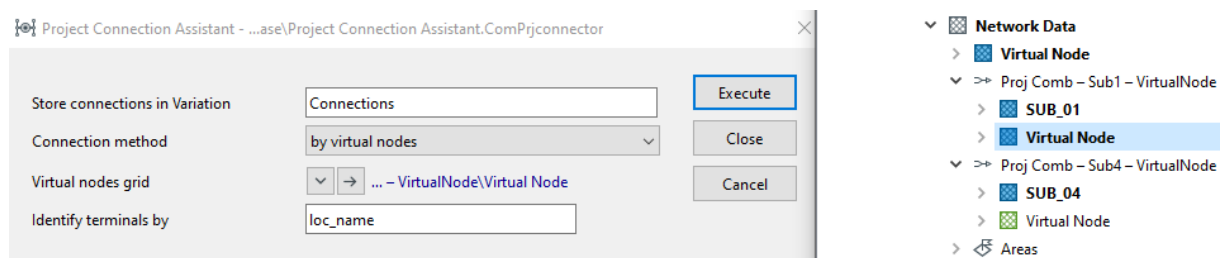 Project Connection Assistant - ...ase\Project Connection Assistant.ComPrjconnector
Store connections in Variation
Connections
Execute
Connection method
by virtual nodes
Close
Virtual nodes grid
... – VirtualNode\Virtual Node
Cancel
Identify terminals by
loc_name
Network Data
Virtual Node
Proj Comb – Sub1 – VirtualNode
SUB_01
Virtual Node
Proj Comb – Sub4 – VirtualNode
SUB_04
Virtual Node
Areas